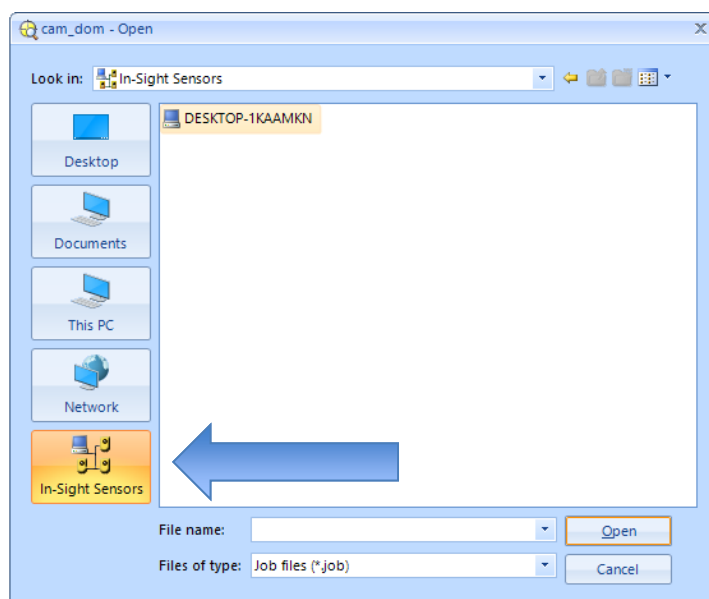 cam_dom - Open
Look in: In-Sight Sensors
DESKTOP-1KAAMKN
Desktop
Documents
This PC
Network
In-Sight Sensors
File name:
Open
Files of type: Job files (*.job)
Cancel